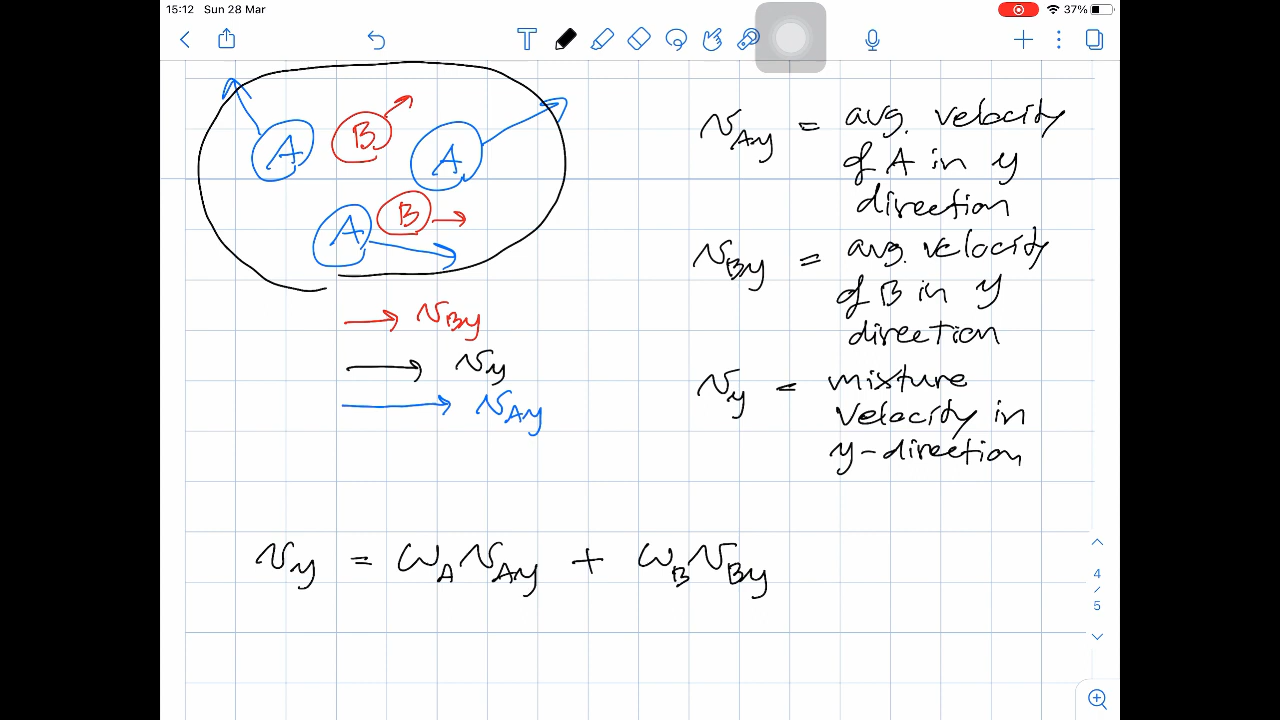 15:12 Sun 28 Mar
37%
T
A B A
A B
v_By
v_y
v_Ay
v_Ay = avg. velocity
of A in y
direction
v_By = avg. velocity
of B in y
direction
v_y = mixture
velocity in
y-direction
v_y = ω_A v_Ay + ω_B v_By
4
/
5